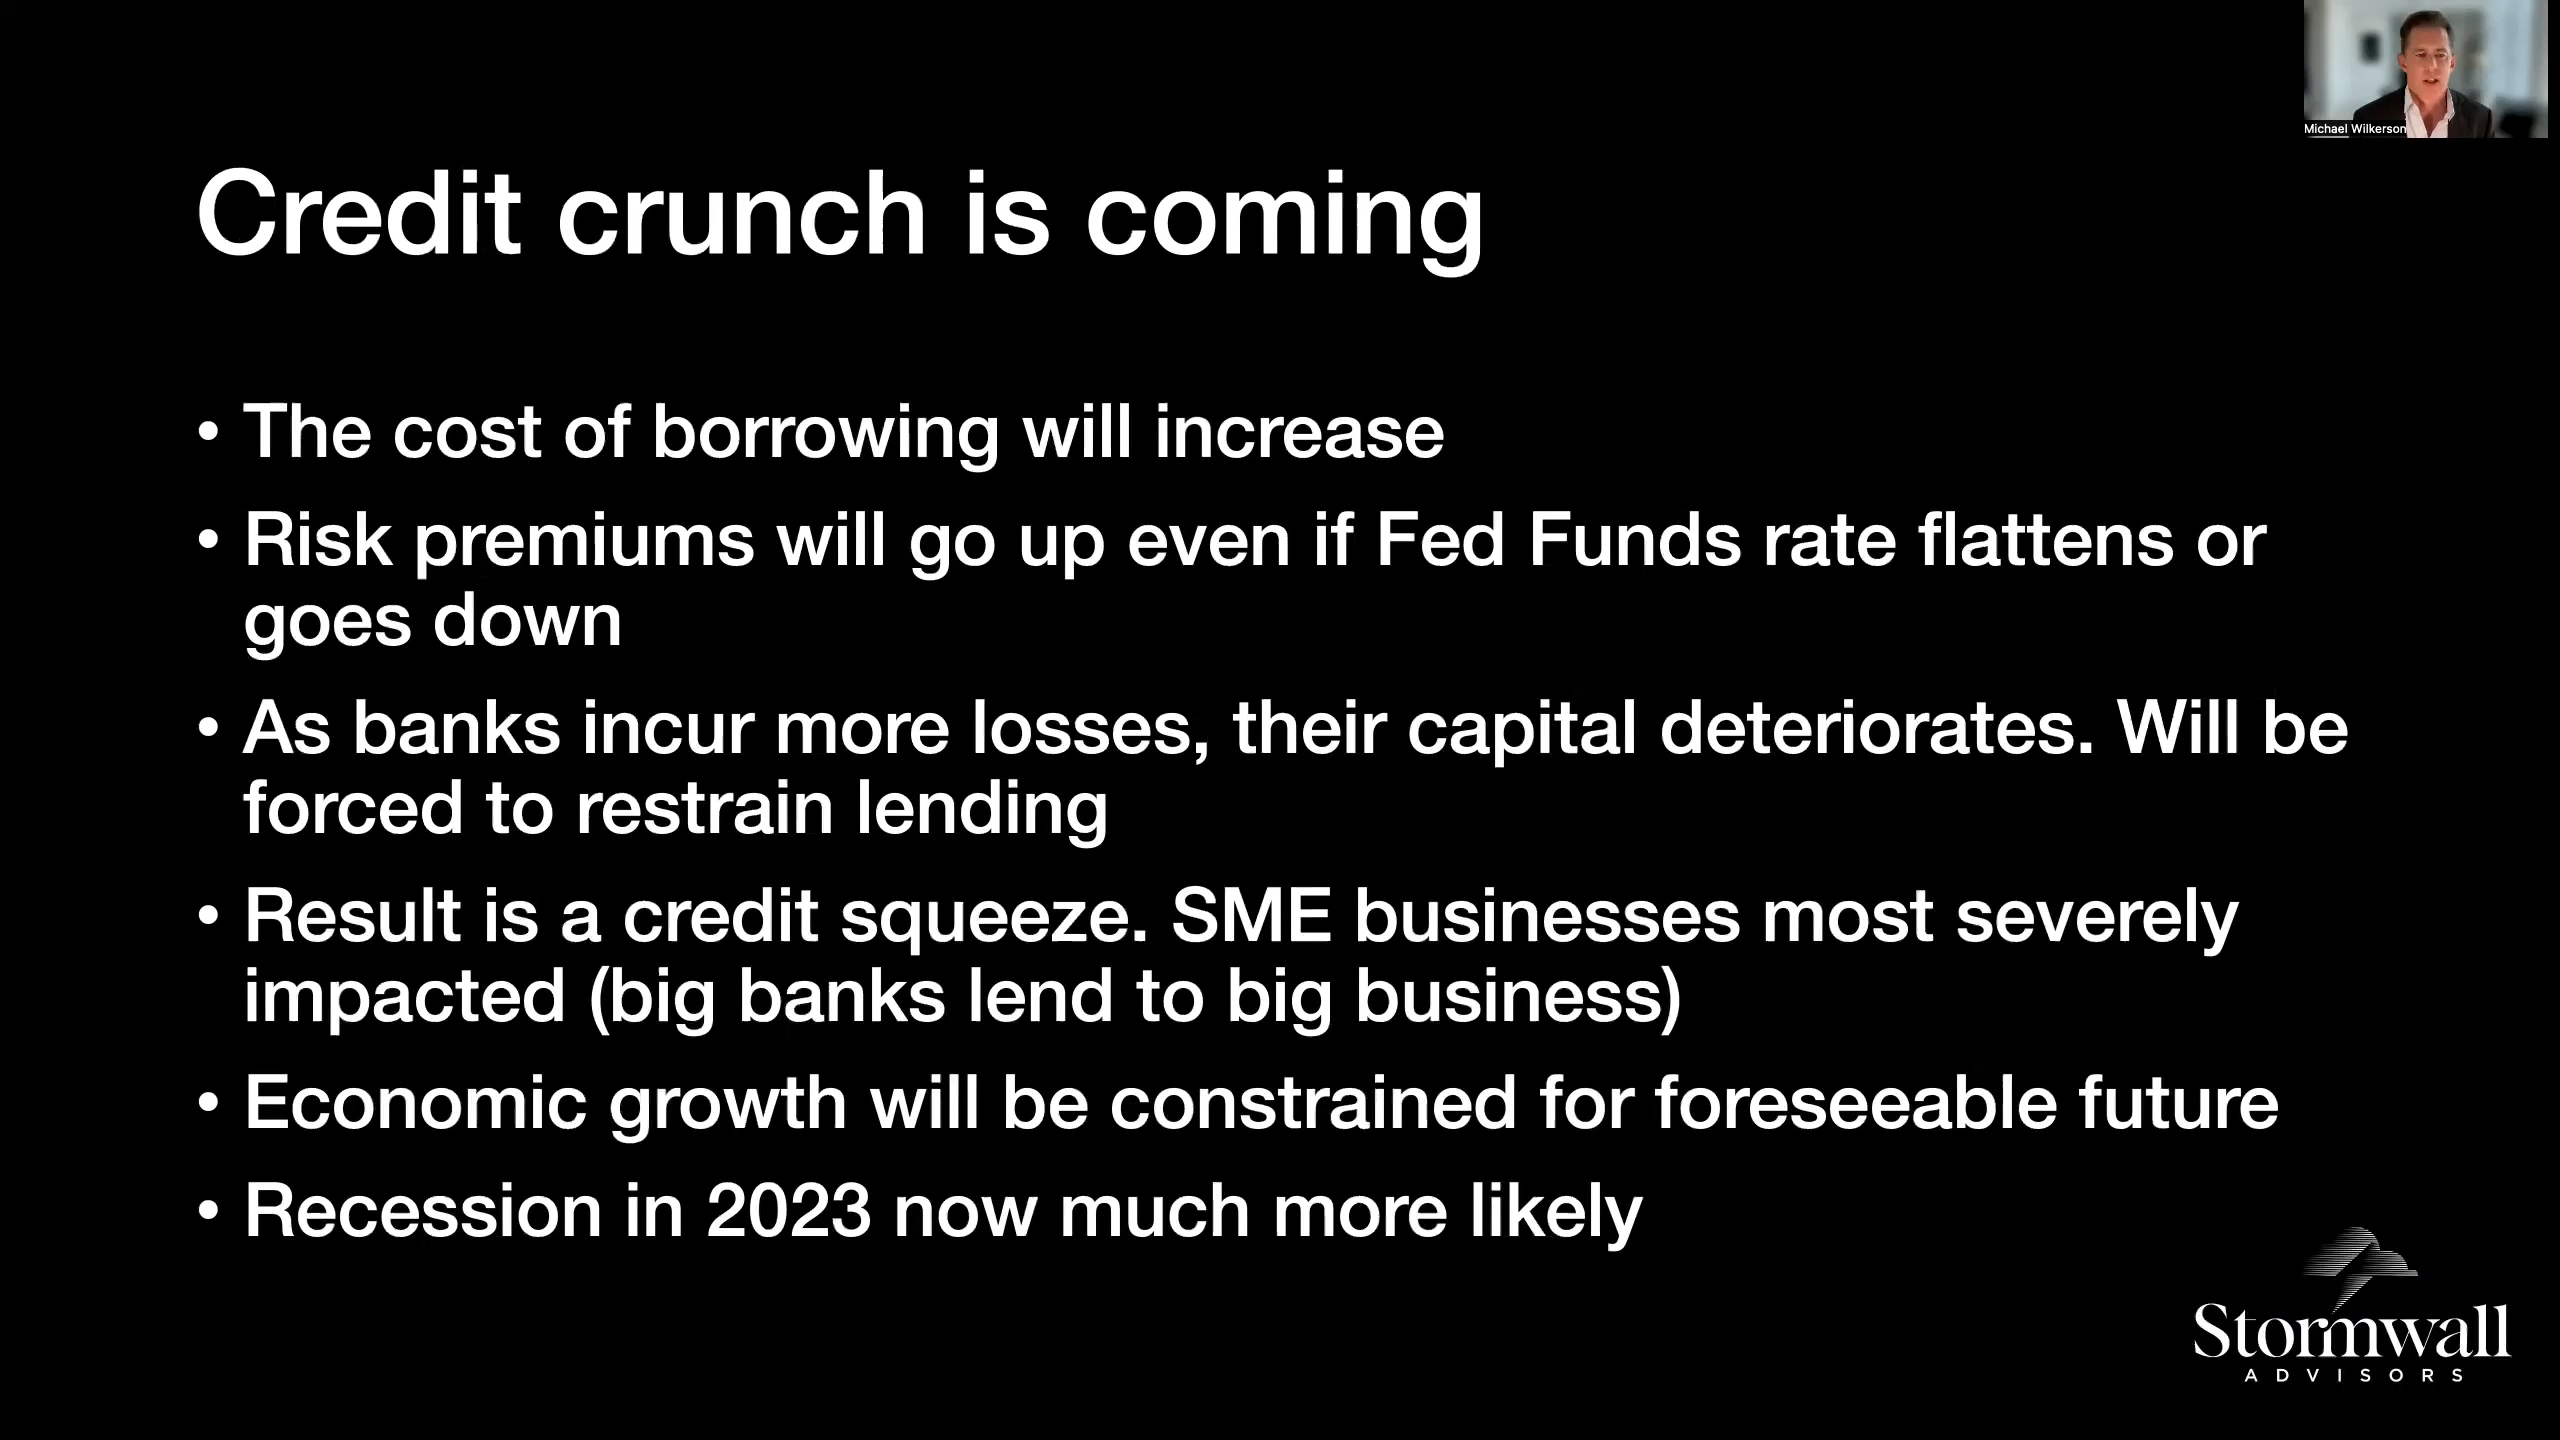 Michael Wilkerson
Credit crunch is coming
• The cost of borrowing will increase
• Risk premiums will go up even if Fed Funds rate flattens or
goes down
• As banks incur more losses, their capital deteriorates. Will be
forced to restrain lending
• Result is a credit squeeze. SME businesses most severely
impacted (big banks lend to big business)
• Economic growth will be constrained for foreseeable future
• Recession in 2023 now much more likely
Stormwall
ADVISORS